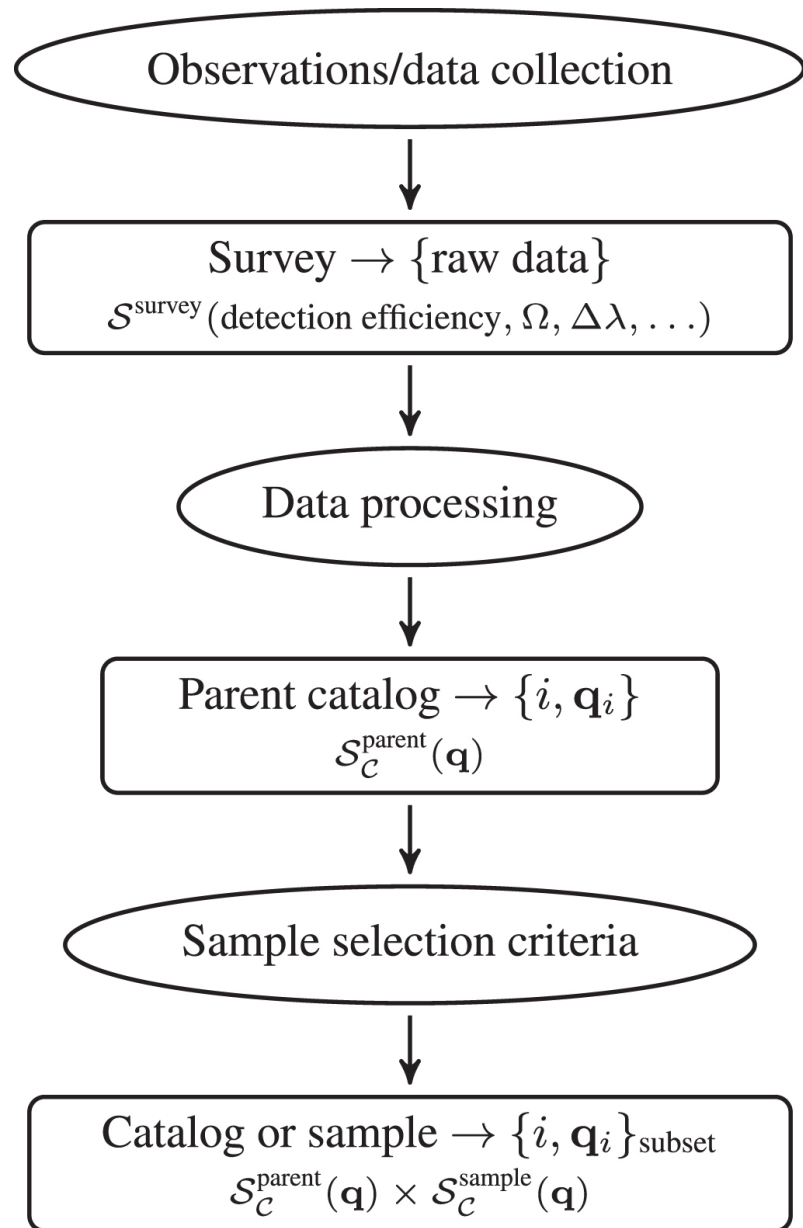 Observations/data collection
Survey → {raw data}
𝒮^survey(detection efficiency, Ω, Δλ, . . .)
Data processing
Parent catalog → {i, 𝐪_i}
𝒮_𝒞^parent(𝐪)
Sample selection criteria
Catalog or sample → {i, 𝐪_i}_subset
𝒮_𝒞^parent(𝐪) × 𝒮_𝒞^sample(𝐪)